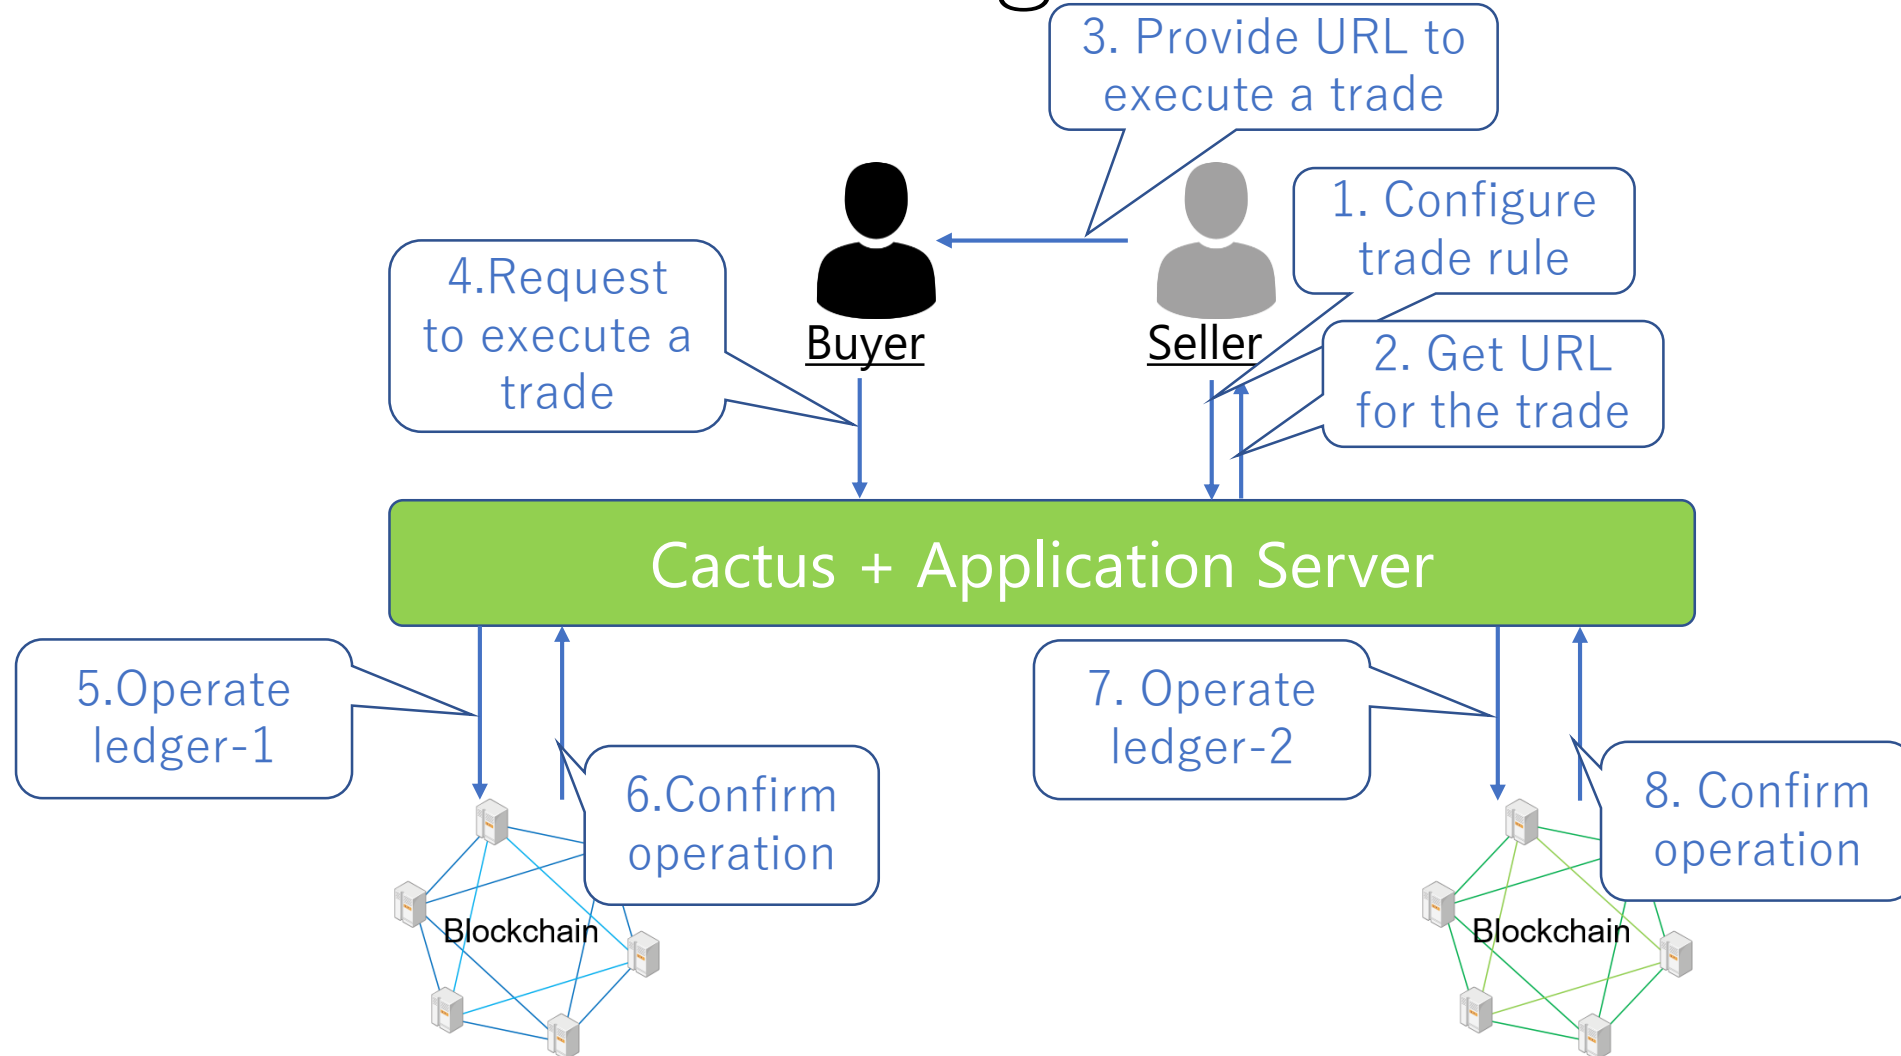 3. Provide URL to
execute a trade
1. Configure
trade rule
4.Request
to execute a
trade
Buyer
Seller
2. Get URL
for the trade
Cactus + Application Server
5.Operate
ledger-1
7. Operate
ledger-2
6.Confirm
operation
8. Confirm
operation
Blockchain
Blockchain